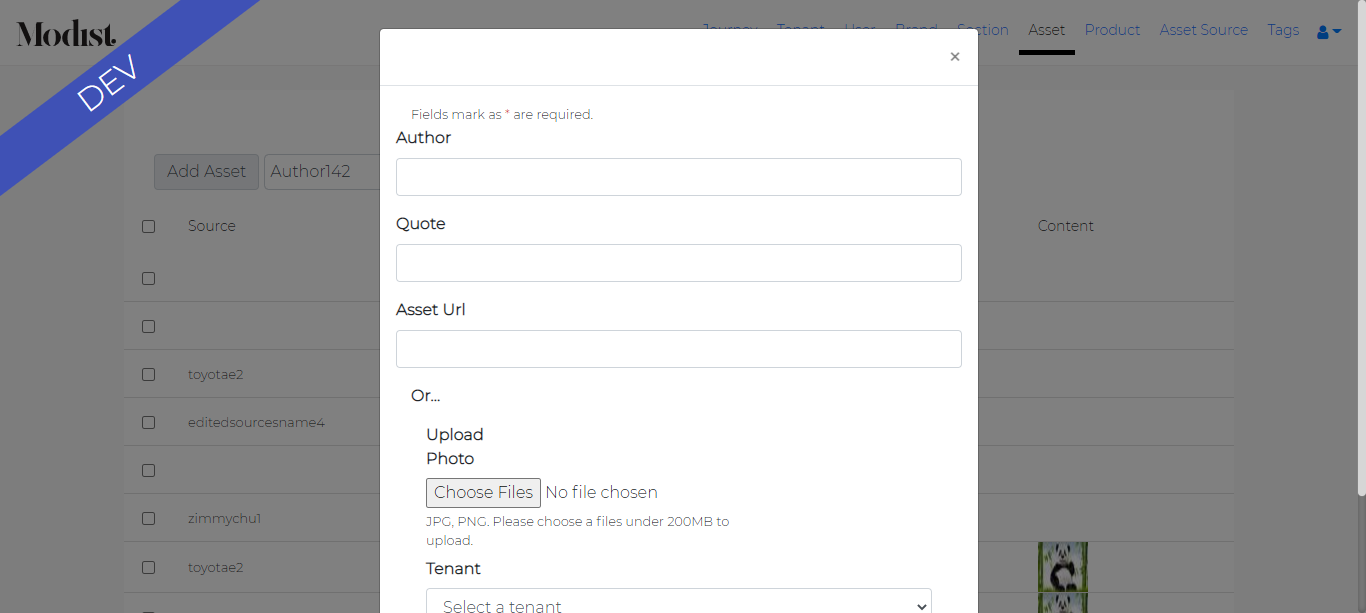 Modist.
Journey Tenant User Brand Section Asset Product Asset Source Tags
DEV
×
Fields mark as * are required.
Author
Add Asset Author142
Quote
Source Content
Asset Url
toyotae2
Or...
editedsourcesname4
Upload
Photo
Choose Files No file chosen
zimmychu1
JPG, PNG. Please choose a files under 200MB to
upload.
Tenant
toyotae2
Select a tenant